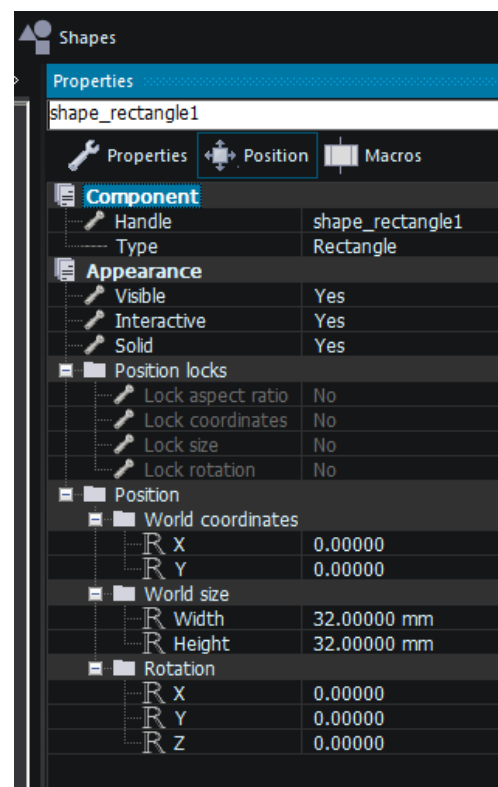 Shapes
Properties
shape_rectangle1
Properties Position Macros
Component
Handle shape_rectangle1
Type Rectangle
Appearance
Visible Yes
Interactive Yes
Solid Yes
Position locks
Lock aspect ratio No
Lock coordinates No
Lock size No
Lock rotation No
Position
World coordinates
R X 0.00000
R Y 0.00000
World size
R Width 32.00000 mm
R Height 32.00000 mm
Rotation
R X 0.00000
R Y 0.00000
R Z 0.00000